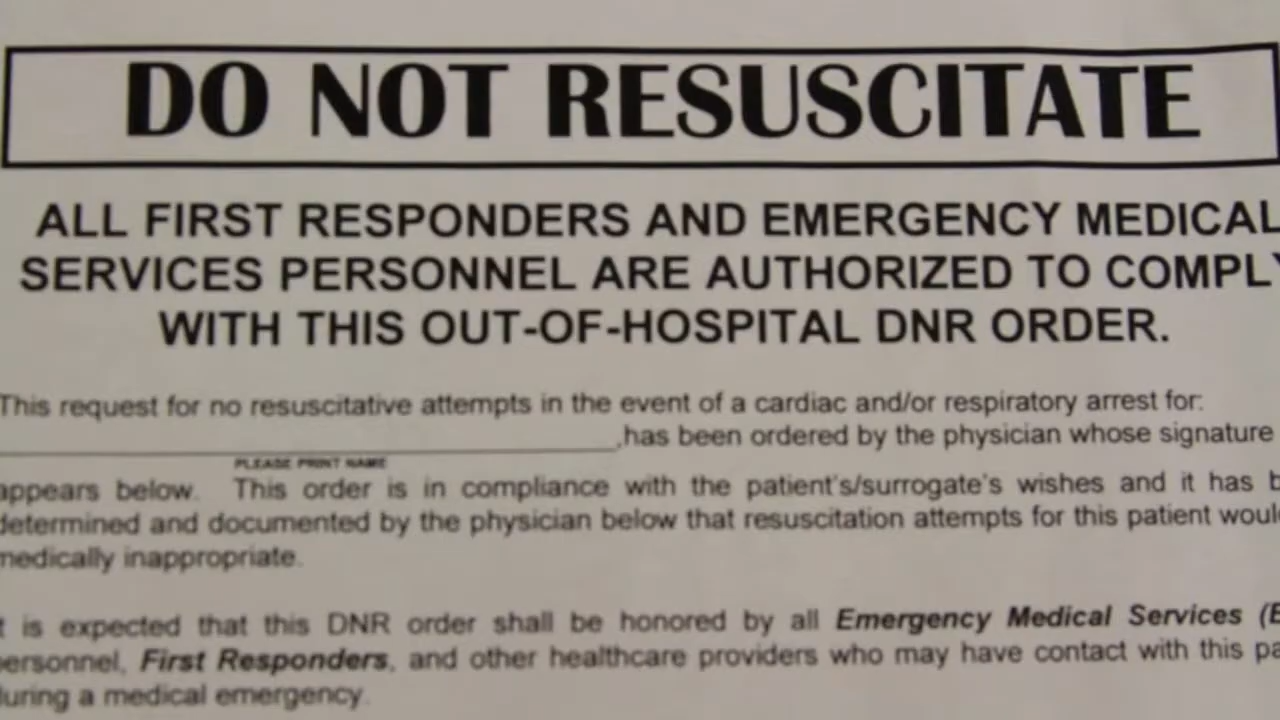 DO NOT RESUSCITATE
ALL FIRST RESPONDERS AND EMERGENCY MEDICAL
SERVICES PERSONNEL ARE AUTHORIZED TO COMPLY
WITH THIS OUT-OF-HOSPITAL DNR ORDER.
This request for no resuscitative attempts in the event of a cardiac and/or respiratory arrest for:
,has been ordered by the physician whose signature
PLEASE PRINT NAME
appears below. This order is in compliance with the patient's/surrogate's wishes and it has
determined and documented by the physician below that resuscitation attempts for this patient
medically inappropriate.
is expected that this DNR order shall be honored by all Emergency Medical Services
personnel, First Responders, and other healthcare providers who may have contact with this
during a medical emergency.